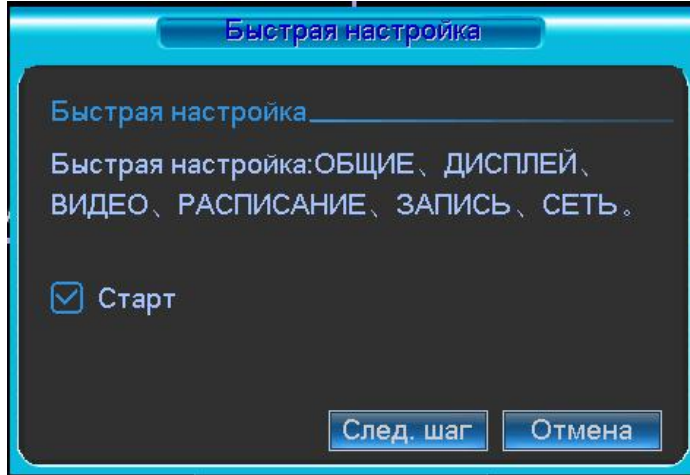 Быстрая настройка
Быстрая настройка
Быстрая настройка:ОБЩИЕ、ДИСПЛЕЙ、
ВИДЕО、РАСПИСАНИЕ、ЗАПИСЬ、СЕТЬ。
Старт
След. шаг Отмена